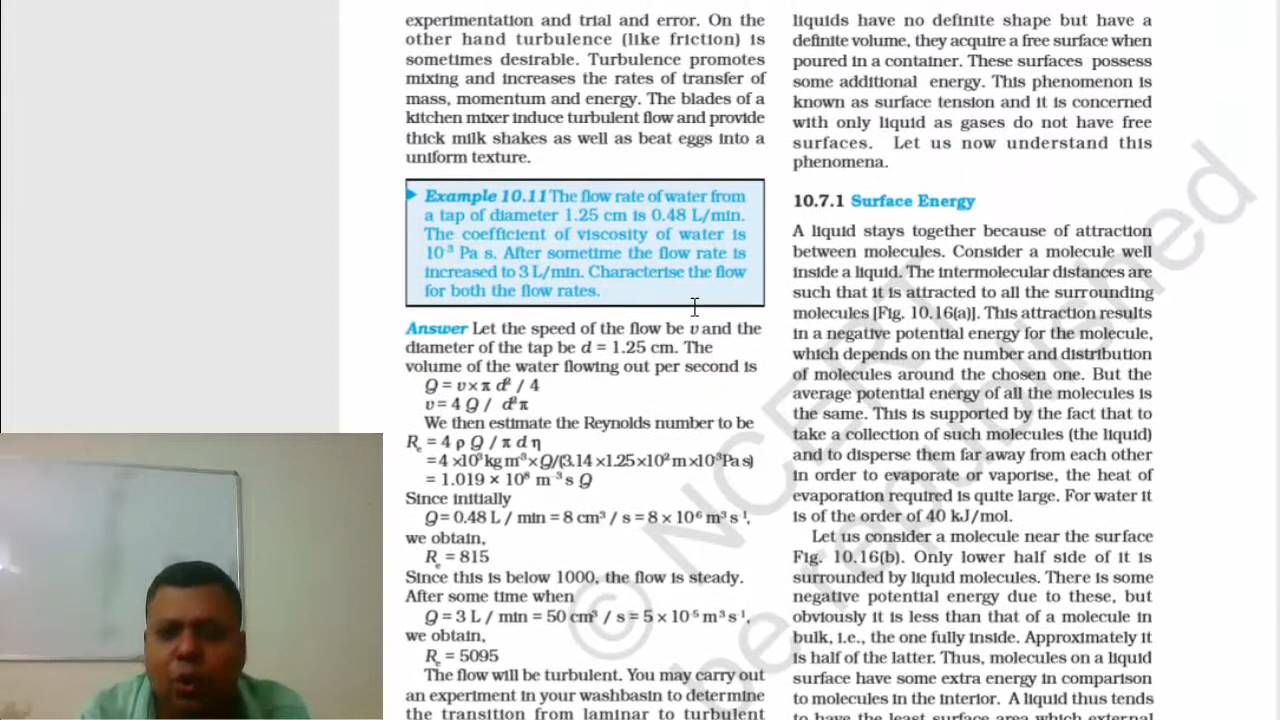 experimentation and trial and error. On the
other hand turbulence (like friction) is
sometimes desirable. Turbulence promotes
mixing and increases the rates of transfer of
mass, momentum and energy. The blades of a
kitchen mixer induce turbulent flow and provide
thick milk shakes as well as beat eggs into a
uniform texture.
Example 10.11 The flow rate of water from
a tap of diameter 1.25 cm is 0.48 L/min.
The coefficient of viscosity of water is
10⁻³ Pa s. After sometime the flow rate is
increased to 3 L/min. Characterise the flow
for both the flow rates.
Answer Let the speed of the flow be v and the
diameter of the tap be d = 1.25 cm. The
volume of the water flowing out per second is
Q = v × π d² / 4
v = 4 Q / d² π
We then estimate the Reynolds number to be
Rₑ = 4 ρ Q / π d η
= 4 ×10³ kg m⁻³ × Q/(3.14 ×1.25×10⁻² m×10⁻³ Pa s)
= 1.019 × 10⁸ m⁻³ s Q
Since initially
Q = 0.48 L / min = 8 cm³ / s = 8 × 10⁻⁶ m³ s⁻¹,
we obtain,
Rₑ = 815
Since this is below 1000, the flow is steady.
After some time when
Q = 3 L / min = 50 cm³ / s = 5 × 10⁻⁵ m³ s⁻¹,
we obtain,
Rₑ = 5095
The flow will be turbulent. You may carry out
an experiment in your washbasin to determine
the transition from laminar to turbulent
liquids have no definite shape but have a
definite volume, they acquire a free surface when
poured in a container. These surfaces possess
some additional energy. This phenomenon is
known as surface tension and it is concerned
with only liquid as gases do not have free
surfaces. Let us now understand this
phenomena.
10.7.1 Surface Energy
A liquid stays together because of attraction
between molecules. Consider a molecule well
inside a liquid. The intermolecular distances are
such that it is attracted to all the surrounding
molecules [Fig. 10.16(a)]. This attraction results
in a negative potential energy for the molecule,
which depends on the number and distribution
of molecules around the chosen one. But the
average potential energy of all the molecules is
the same. This is supported by the fact that to
take a collection of such molecules (the liquid)
and to disperse them far away from each other
in order to evaporate or vaporise, the heat of
evaporation required is quite large. For water it
is of the order of 40 kJ/mol.
Let us consider a molecule near the surface
Fig. 10.16(b). Only lower half side of it is
surrounded by liquid molecules. There is some
negative potential energy due to these, but
obviously it is less than that of a molecule in
bulk, i.e., the one fully inside. Approximately it
is half of the latter. Thus, molecules on a liquid
surface have some extra energy in comparison
to molecules in the interior. A liquid thus tends
to have the least surface area which external
© NCERT
be republished